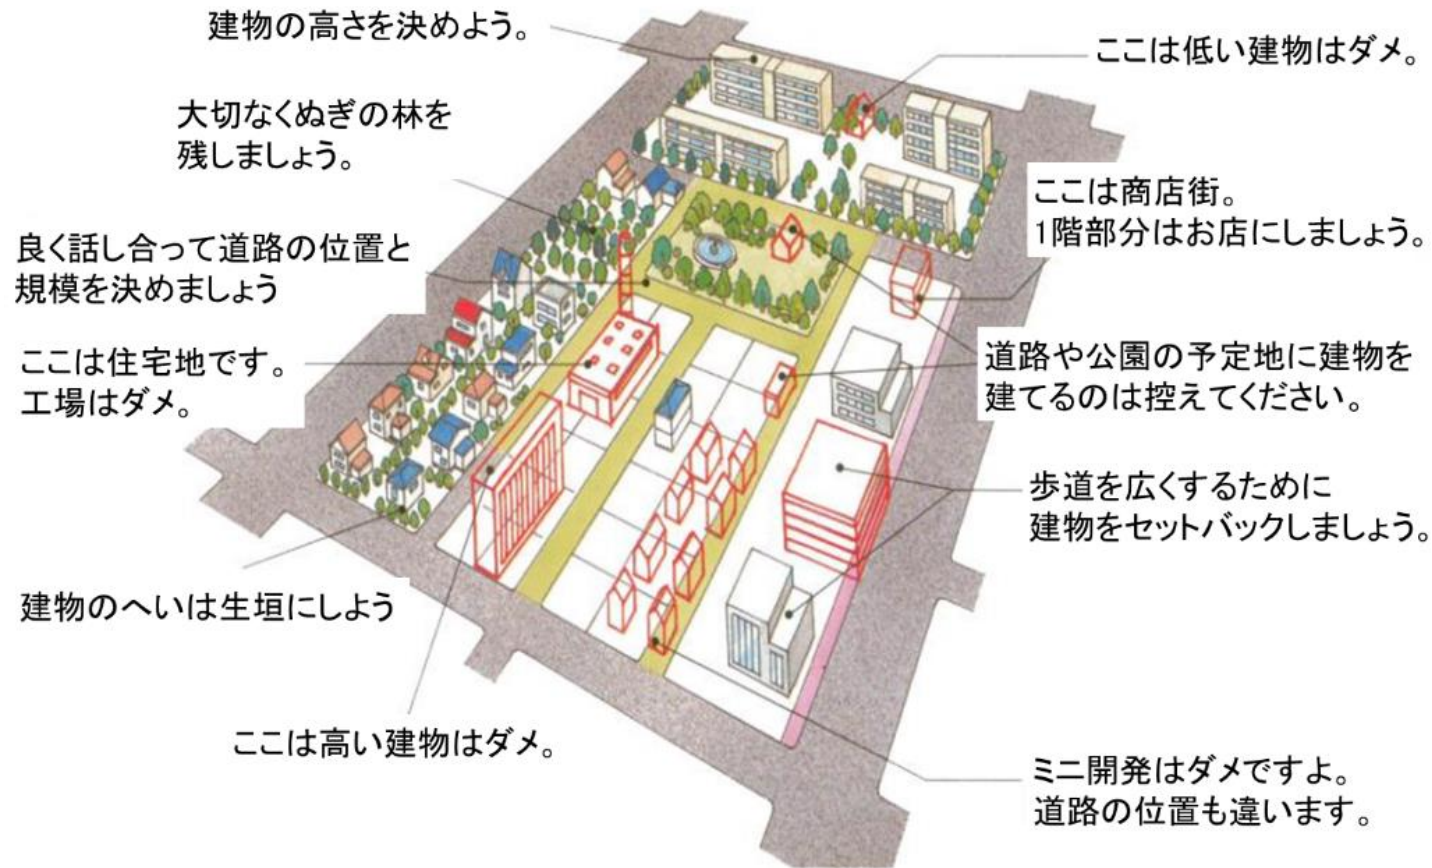 建物の高さを決めよう。
ここは低い建物はダメ。
大切なくぬぎの林を
残しましょう。
ここは商店街。
1階部分はお店にしましょう。
良く話し合って道路の位置と
規模を決めましょう
ここは住宅地です。
工場はダメ。
道路や公園の予定地に建物を
建てるのは控えてください。
歩道を広くするために
建物をセットバックしましょう。
建物のへいは生垣にしよう
ここは高い建物はダメ。
ミニ開発はダメですよ。
道路の位置も違います。